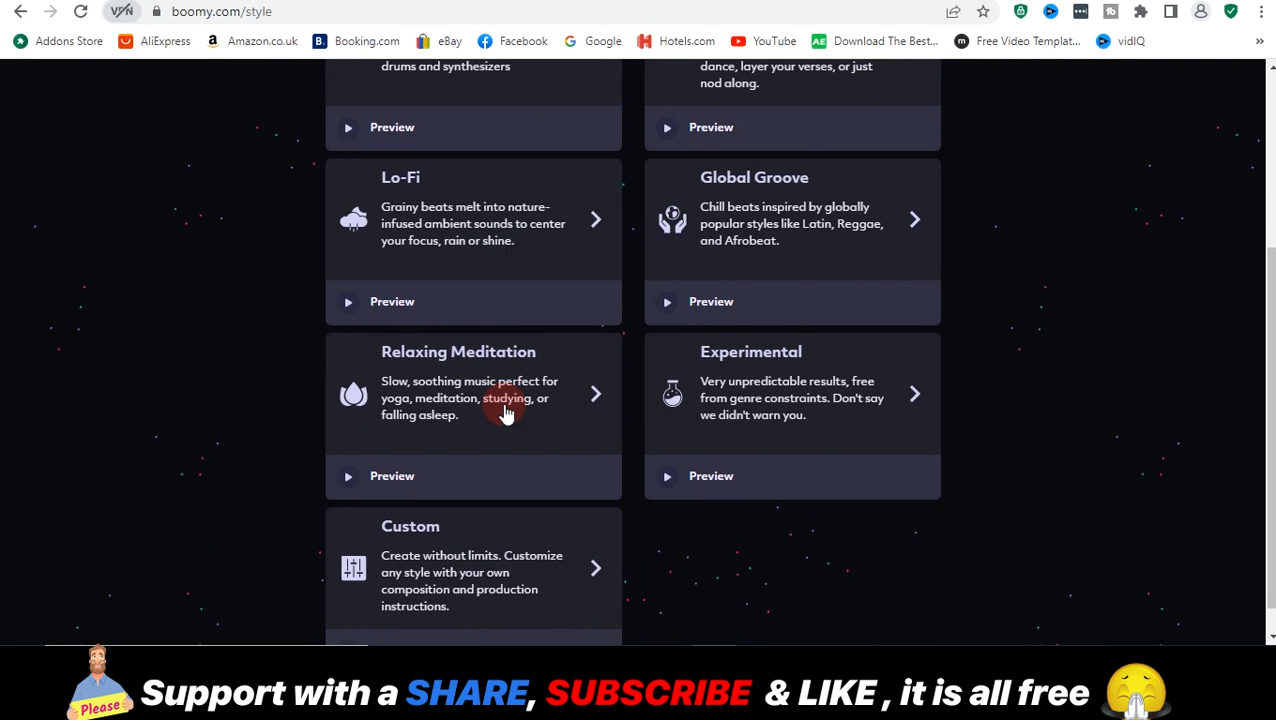 boomy.com/style
Addons Store AliExpress Amazon.co.uk Booking.com eBay Facebook Google Hotels.com YouTube Download The Best... Free Video Templat... vidIQ »
drums and synthesizers
Preview
dance, layer your verses, or just
nod along.
Preview
Lo-Fi
Grainy beats melt into nature-
infused ambient sounds to center
your focus, rain or shine.
Preview
Global Groove
Chill beats inspired by globally
popular styles like Latin, Reggae,
and Afrobeat.
Preview
Relaxing Meditation
Slow, soothing music perfect for
yoga, meditation, studying, or
falling asleep.
Preview
Experimental
Very unpredictable results, free
from genre constraints. Don't say
we didn't warn you.
Preview
Custom
Create without limits. Customize
any style with your own
composition and production
instructions.
Please
Support with a SHARE, SUBSCRIBE & LIKE , it is all free